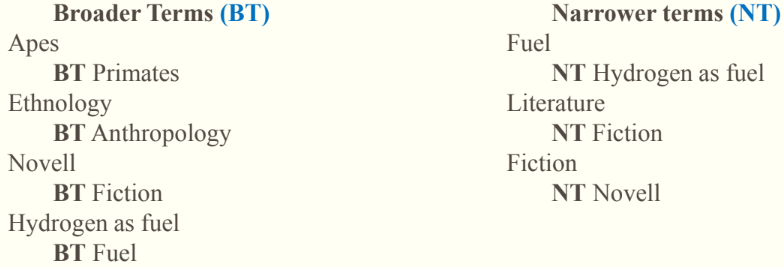 Broader Terms (BT)
Apes
BT Primates
Ethnology
BT Anthropology
Novell
BT Fiction
Hydrogen as fuel
BT Fuel
Narrower terms (NT)
Fuel
NT Hydrogen as fuel
Literature
NT Fiction
Fiction
NT Novell